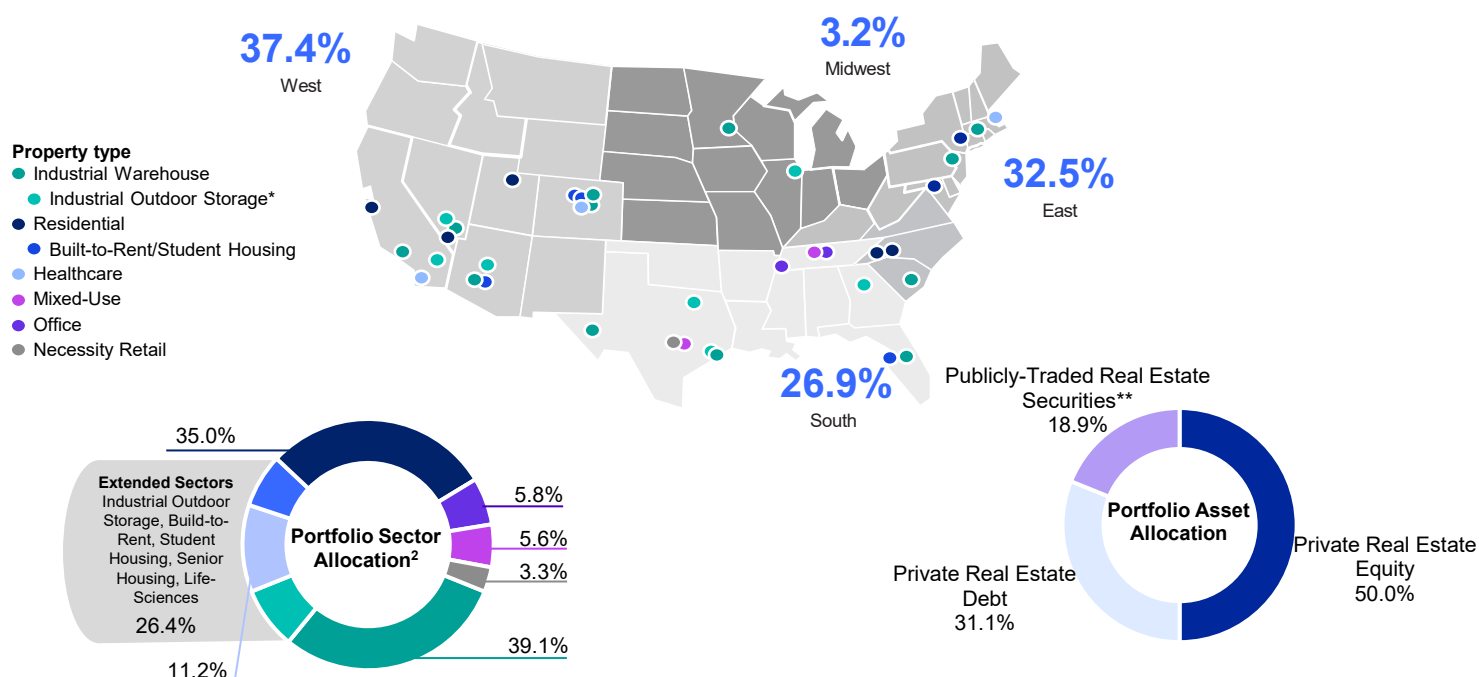 37.4%
West
3.2%
Midwest
32.5%
East
26.9%
South
Property type
Industrial Warehouse
Industrial Outdoor Storage*
Residential
Built-to-Rent/Student Housing
Healthcare
Mixed-Use
Office
Necessity Retail
35.0%
Extended Sectors
Industrial Outdoor
Storage, Build-to-
Rent, Student
Housing, Senior
Housing, Life-
Sciences
26.4%
11.2%
Portfolio Sector
Allocation2
5.8%
5.6%
3.3%
39.1%
Publicly-Traded Real Estate
Securities**
18.9%
Portfolio Asset
Allocation
Private Real Estate
Debt
31.1%
Private Real Estate
Equity
50.0%